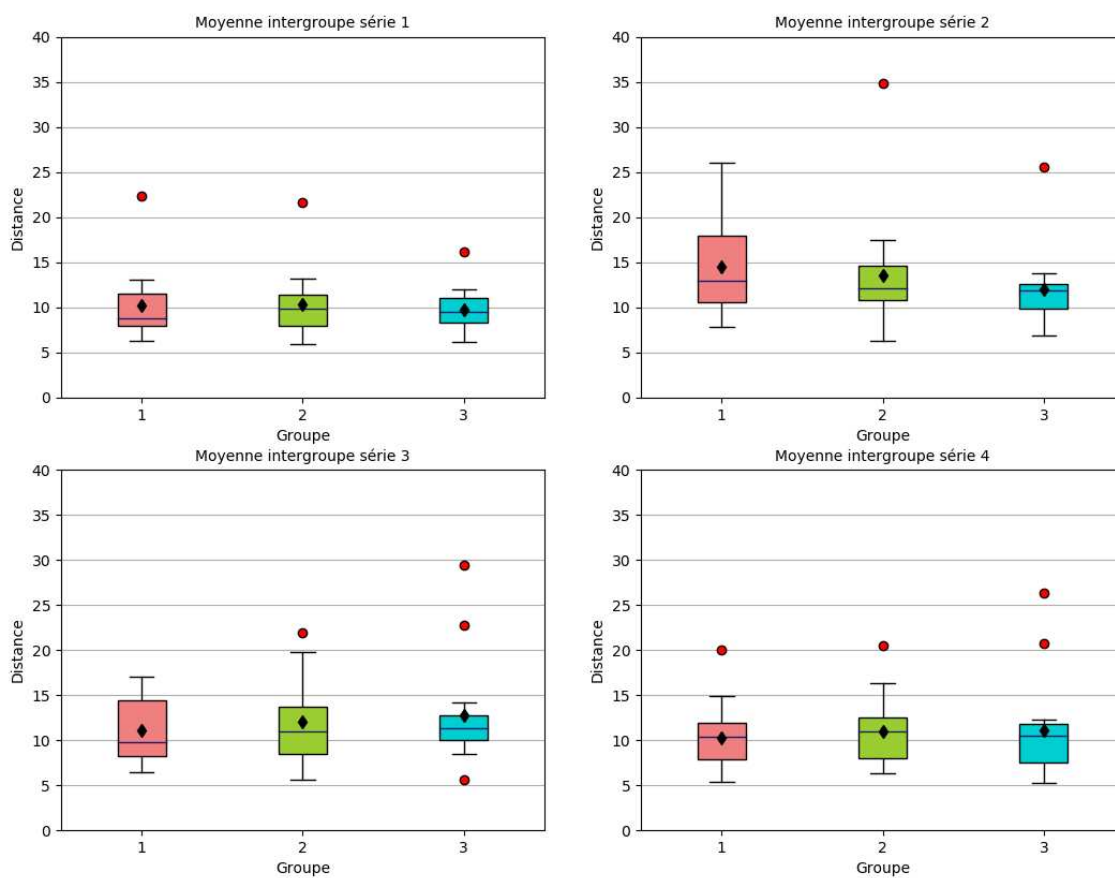 Moyenne intergroupe série 1
40
35
30
25
20
15
10
5
0
Distance
1 2 3
Groupe
Moyenne intergroupe série 2
40
35
30
25
20
15
10
5
0
Distance
1 2 3
Groupe
Moyenne intergroupe série 3
40
35
30
25
20
15
10
5
0
Distance
1 2 3
Groupe
Moyenne intergroupe série 4
40
35
30
25
20
15
10
5
0
Distance
1 2 3
Groupe